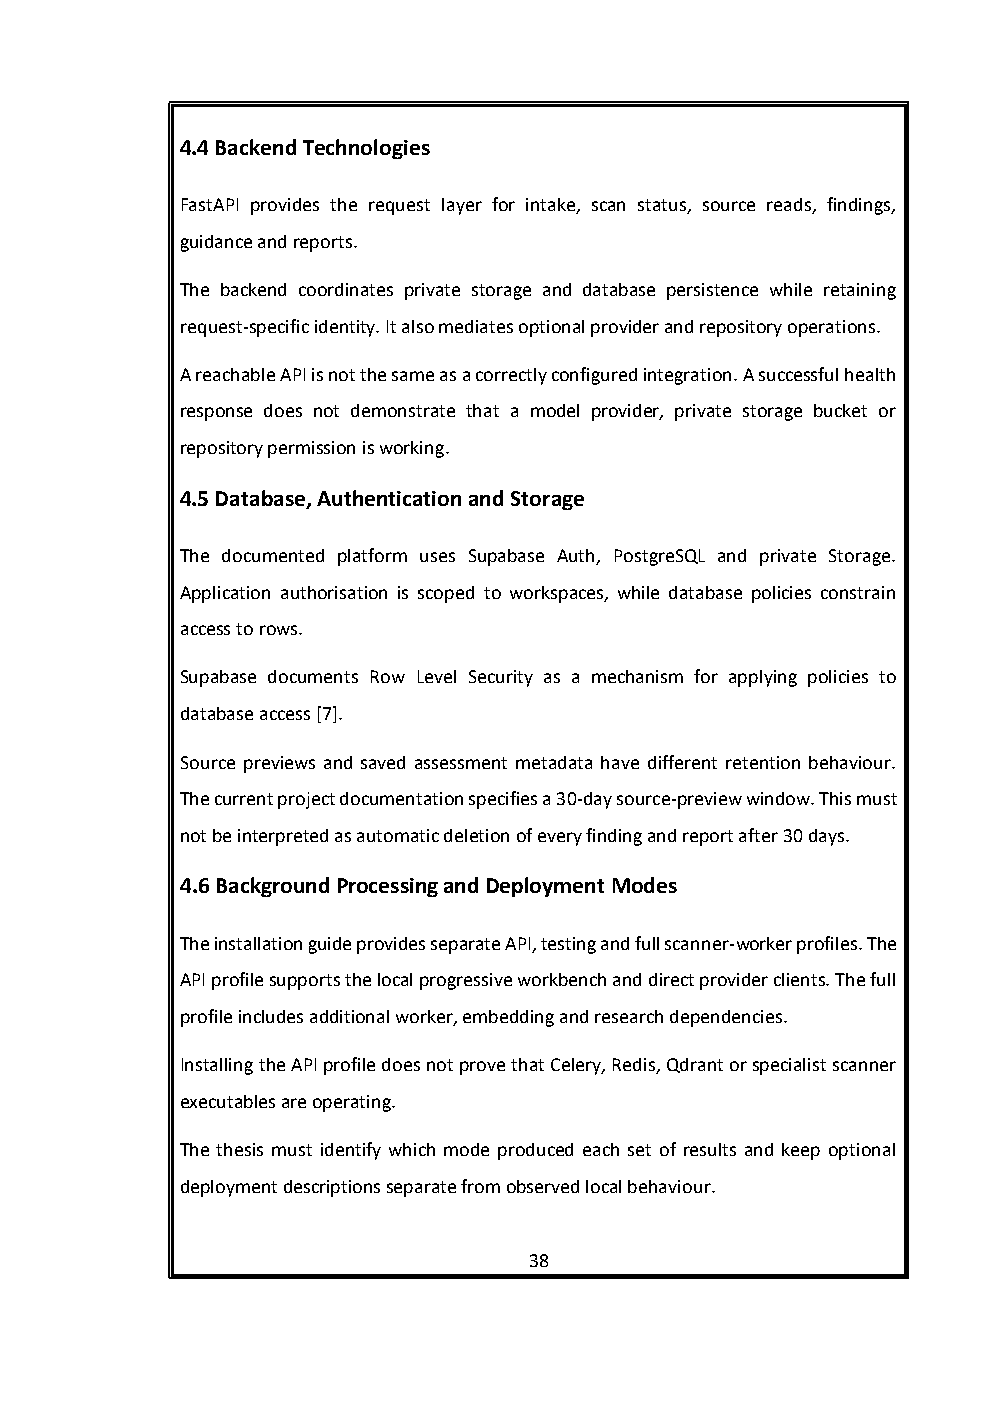 4.4 Backend Technologies
FastAPI provides the request layer for intake, scan status, source reads, findings,
guidance and reports.
The backend coordinates private storage and database persistence while retaining
request-specific identity. It also mediates optional provider and repository operations.
A reachable API is not the same as a correctly configured integration. A successful health
response does not demonstrate that a model provider, private storage bucket or
repository permission is working.
4.5 Database, Authentication and Storage
The documented platform uses Supabase Auth, PostgreSQL and private Storage.
Application authorisation is scoped to workspaces, while database policies constrain
access to rows.
Supabase documents Row Level Security as a mechanism for applying policies to
database access [7].
Source previews and saved assessment metadata have different retention behaviour.
The current project documentation specifies a 30-day source-preview window. This must
not be interpreted as automatic deletion of every finding and report after 30 days.
4.6 Background Processing and Deployment Modes
The installation guide provides separate API, testing and full scanner-worker profiles. The
API profile supports the local progressive workbench and direct provider clients. The full
profile includes additional worker, embedding and research dependencies.
Installing the API profile does not prove that Celery, Redis, Qdrant or specialist scanner
executables are operating.
The thesis must identify which mode produced each set of results and keep optional
deployment descriptions separate from observed local behaviour.
38